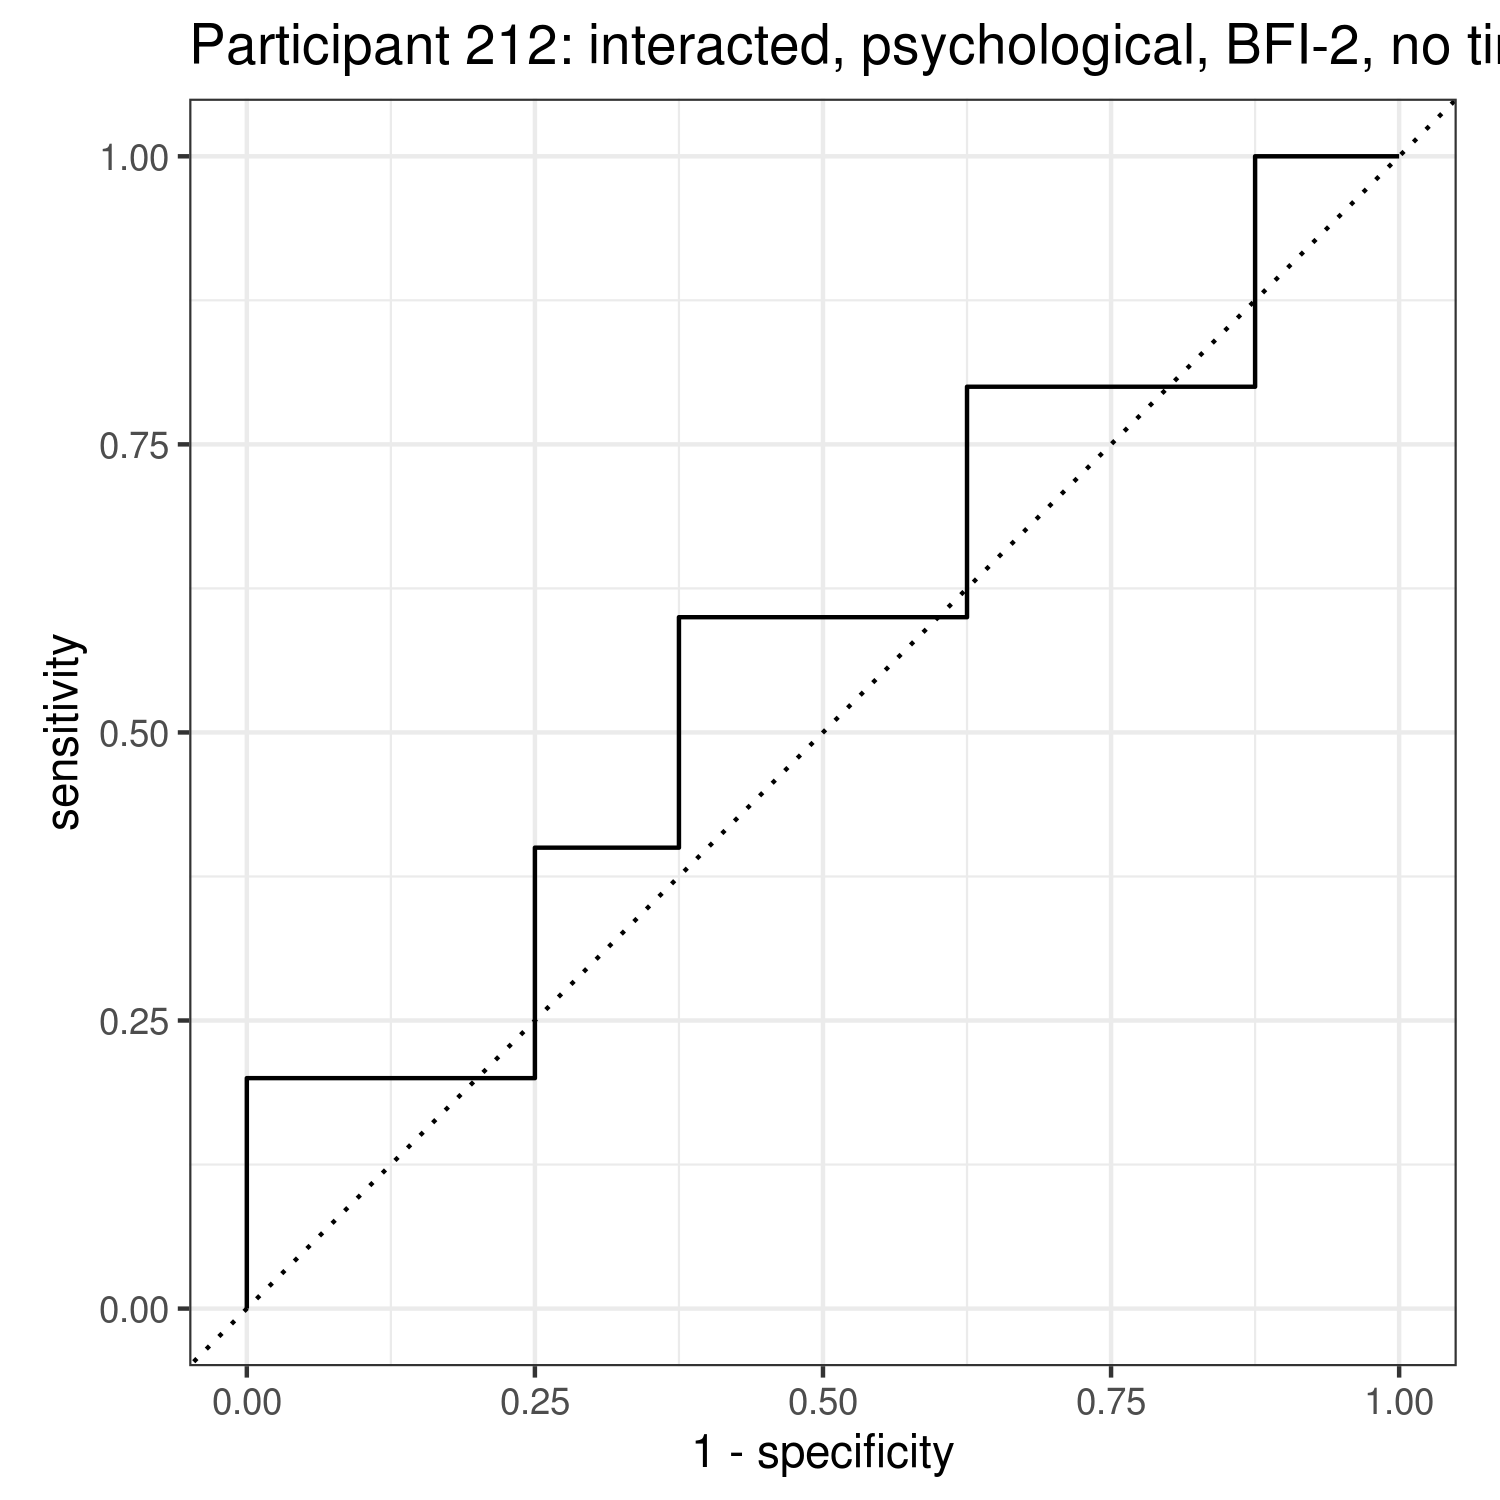 Participant 212: interacted, psychological, BFI-2, no
1.00
0.75
0.50
0.25
0.00
sensitivity
0.00 0.25 0.50 0.75 1.00
1 - specificity